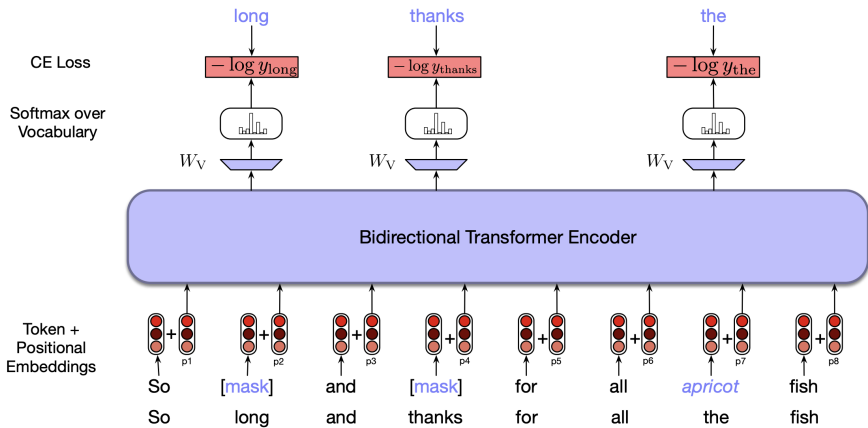 long thanks the
CE Loss − log y_long − log y_thanks − log y_the
Softmax over
Vocabulary
W_V W_V W_V
Bidirectional Transformer Encoder
Token +
Positional
Embeddings
+ + + + + + + +
p1 p2 p3 p4 p5 p6 p7 p8
So [mask] and [mask] for all apricot fish
So long and thanks for all the fish